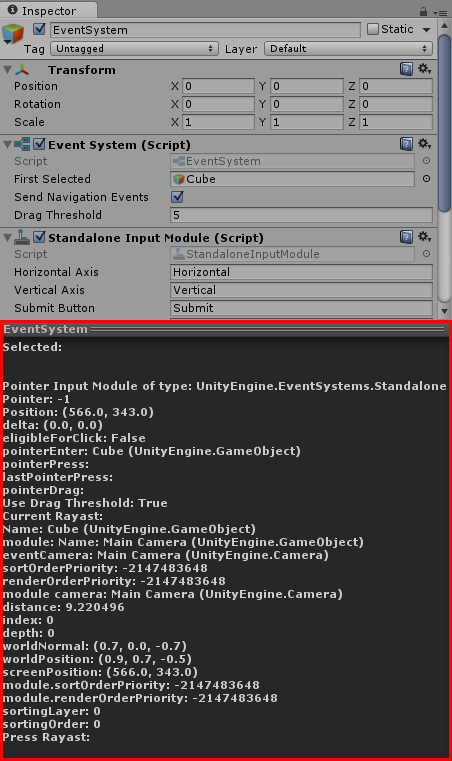 Inspector
EventSystem Static
Tag Untagged Layer Default
Transform
Position X 0 Y 0 Z 0
Rotation X 0 Y 0 Z 0
Scale X 1 Y 1 Z 1
Event System (Script)
Script EventSystem
First Selected Cube
Send Navigation Events
Drag Threshold 5
Standalone Input Module (Script)
Script StandaloneInputModule
Horizontal Axis Horizontal
Vertical Axis Vertical
Submit Button Submit
EventSystem
Selected:
Pointer Input Module of type: UnityEngine.EventSystems.Standalone
Pointer: -1
Position: (566.0, 343.0)
delta: (0.0, 0.0)
eligibleForClick: False
pointerEnter: Cube (UnityEngine.GameObject)
pointerPress:
lastPointerPress:
pointerDrag:
Use Drag Threshold: True
Current Rayast:
Name: Cube (UnityEngine.GameObject)
module: Name: Main Camera (UnityEngine.GameObject)
eventCamera: Main Camera (UnityEngine.Camera)
sortOrderPriority: -2147483648
renderOrderPriority: -2147483648
module camera: Main Camera (UnityEngine.Camera)
distance: 9.220496
index: 0
depth: 0
worldNormal: (0.7, 0.0, -0.7)
worldPosition: (0.9, 0.7, -0.5)
screenPosition: (566.0, 343.0)
module.sortOrderPriority: -2147483648
module.renderOrderPriority: -2147483648
sortingLayer: 0
sortingOrder: 0
Press Rayast: